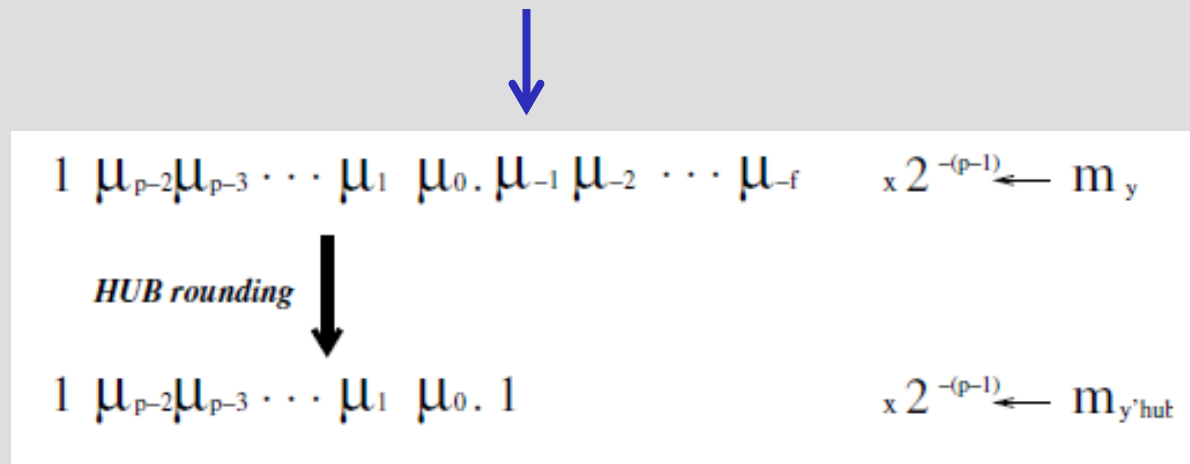 1 μp–2μp–3 · · · μ1 μ0. μ–1 μ–2 · · · μ–f x 2 –(p–1) ← m y
HUB rounding
1 μp–2μp–3 · · · μ1 μ0. 1 x 2 –(p–1) ← m y'hub